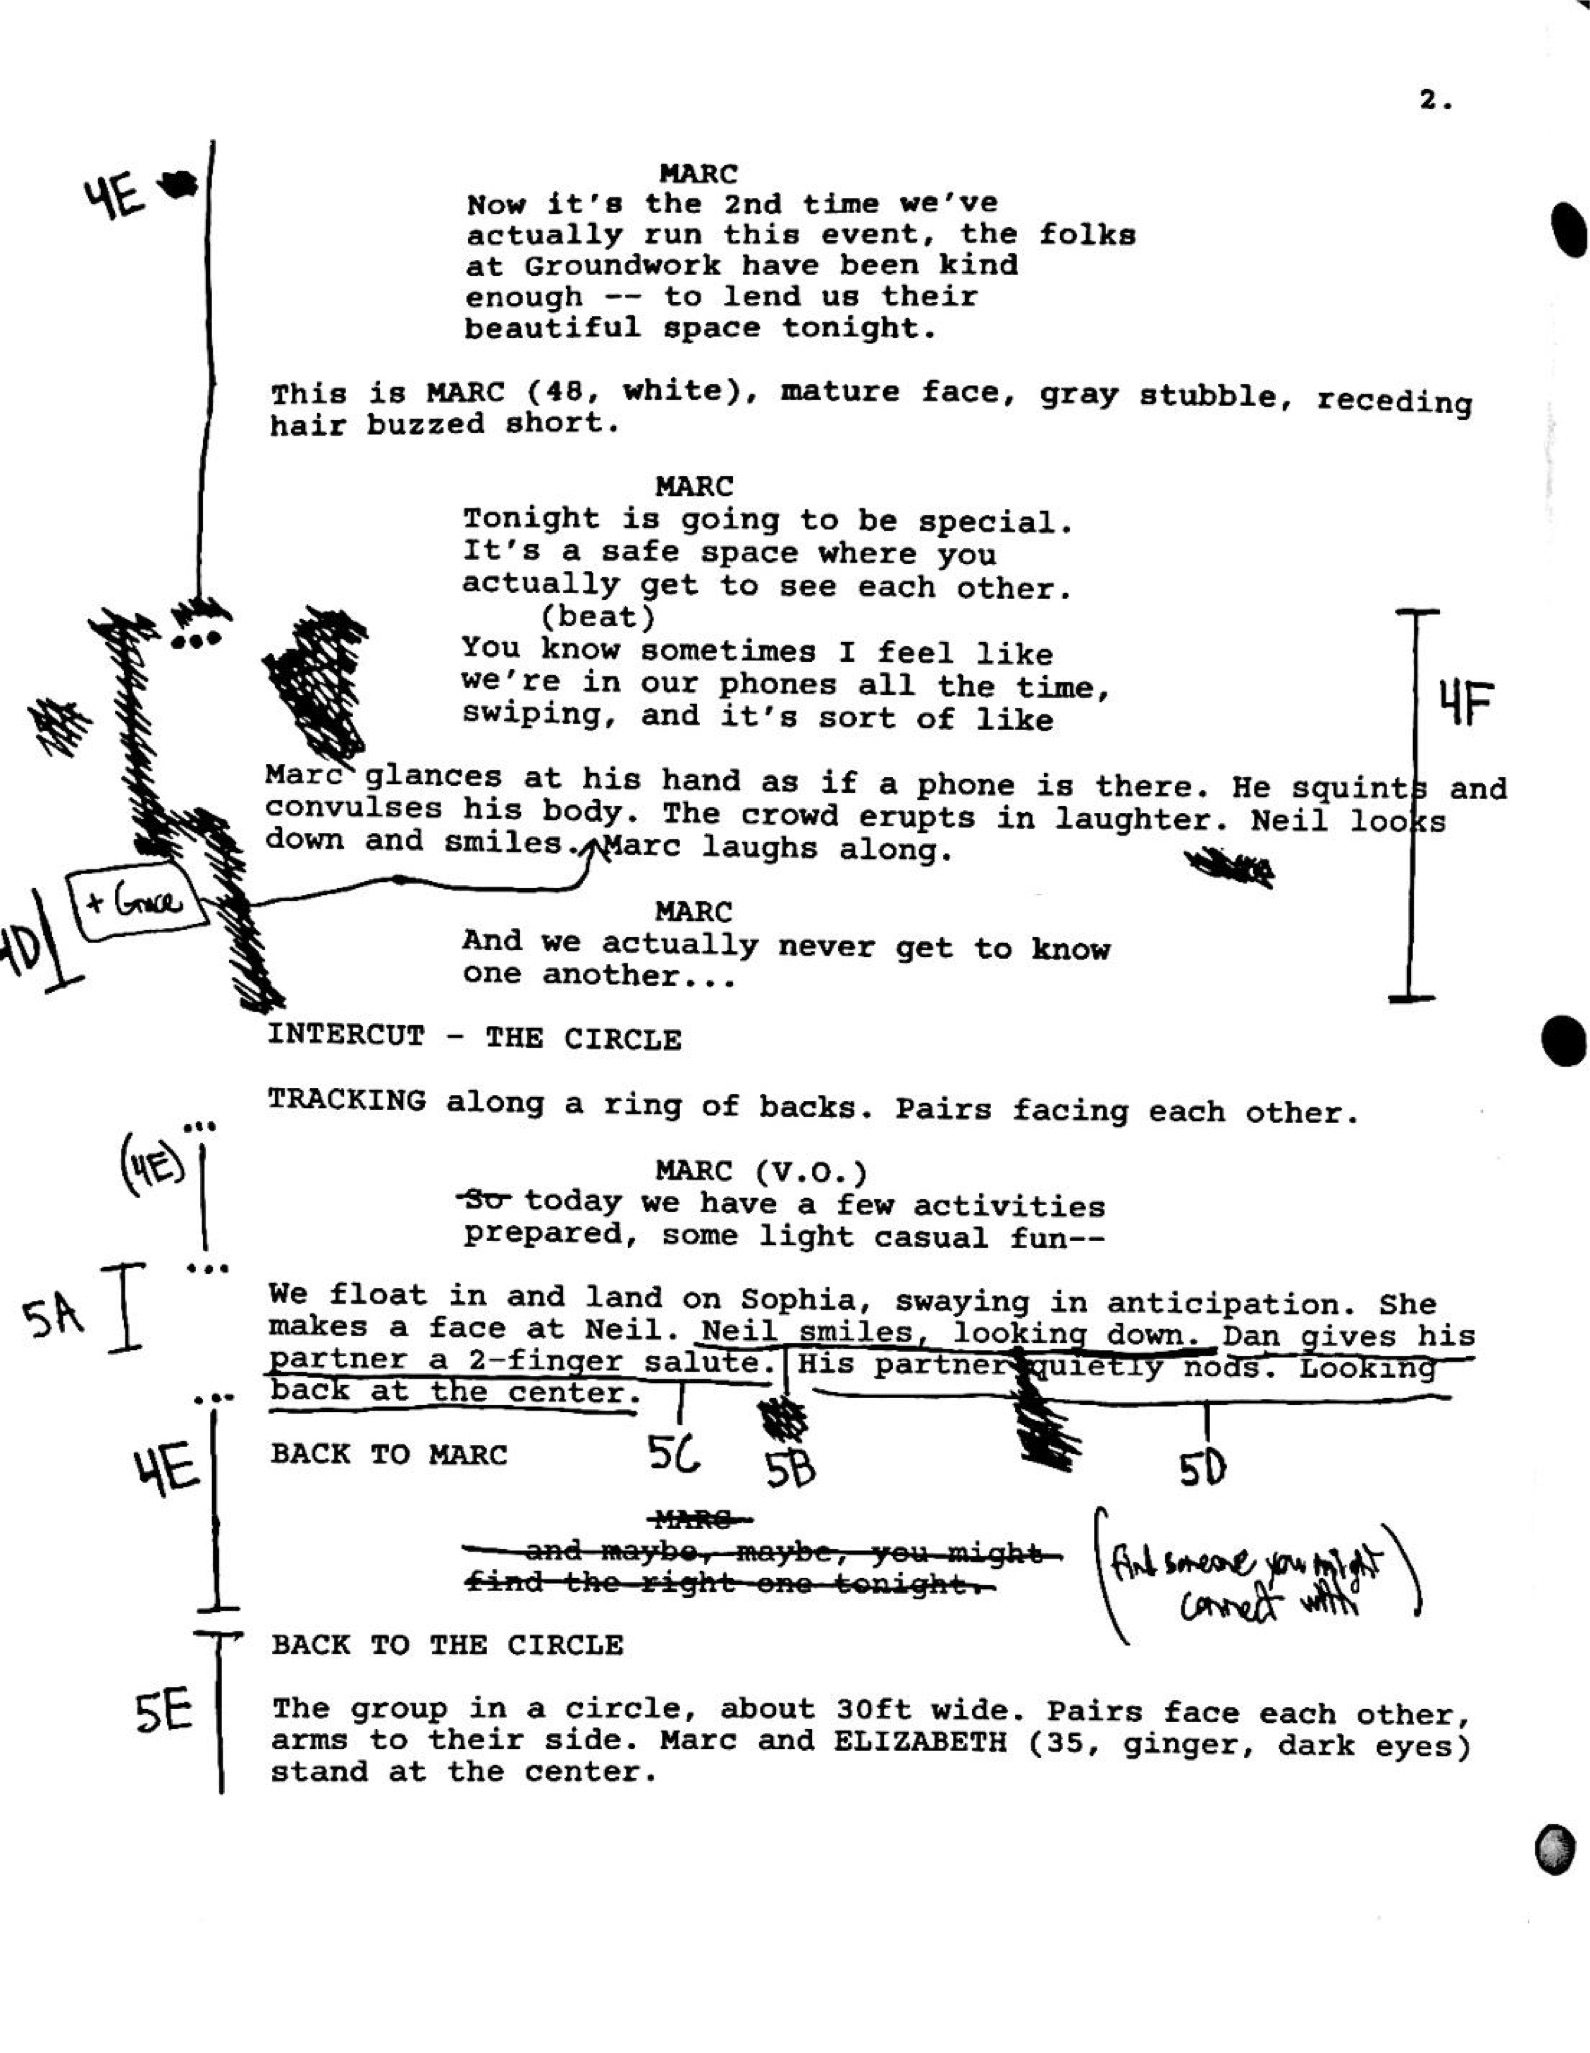 2.
4E
MARC
Now it's the 2nd time we've
actually run this event, the folks
at Groundwork have been kind
enough -- to lend us their
beautiful space tonight.
This is MARC (48, white), mature face, gray stubble, receding
hair buzzed short.
MARC
Tonight is going to be special.
It's a safe space where you
actually get to see each other.
(beat)
You know sometimes I feel like
we're in our phones all the time,
swiping, and it's sort of like
4F
Marc glances at his hand as if a phone is there. He squints and
convulses his body. The crowd erupts in laughter. Neil looks
down and smiles. Marc laughs along.
+ Grace
4D
MARC
And we actually never get to know
one another...
INTERCUT - THE CIRCLE
TRACKING along a ring of backs. Pairs facing each other.
(4E)
MARC (V.O.)
So today we have a few activities
prepared, some light casual fun--
5A
We float in and land on Sophia, swaying in anticipation. She
makes a face at Neil. Neil smiles, looking down. Dan gives his
partner a 2-finger salute. His partner quietly nods. Looking
back at the center.
4E
BACK TO MARC
5C
5B
5D
MARC
and maybe, maybe, you might
find the right one tonight.
(find someone you might
connect with)
BACK TO THE CIRCLE
5E
The group in a circle, about 30ft wide. Pairs face each other,
arms to their side. Marc and ELIZABETH (35, ginger, dark eyes)
stand at the center.